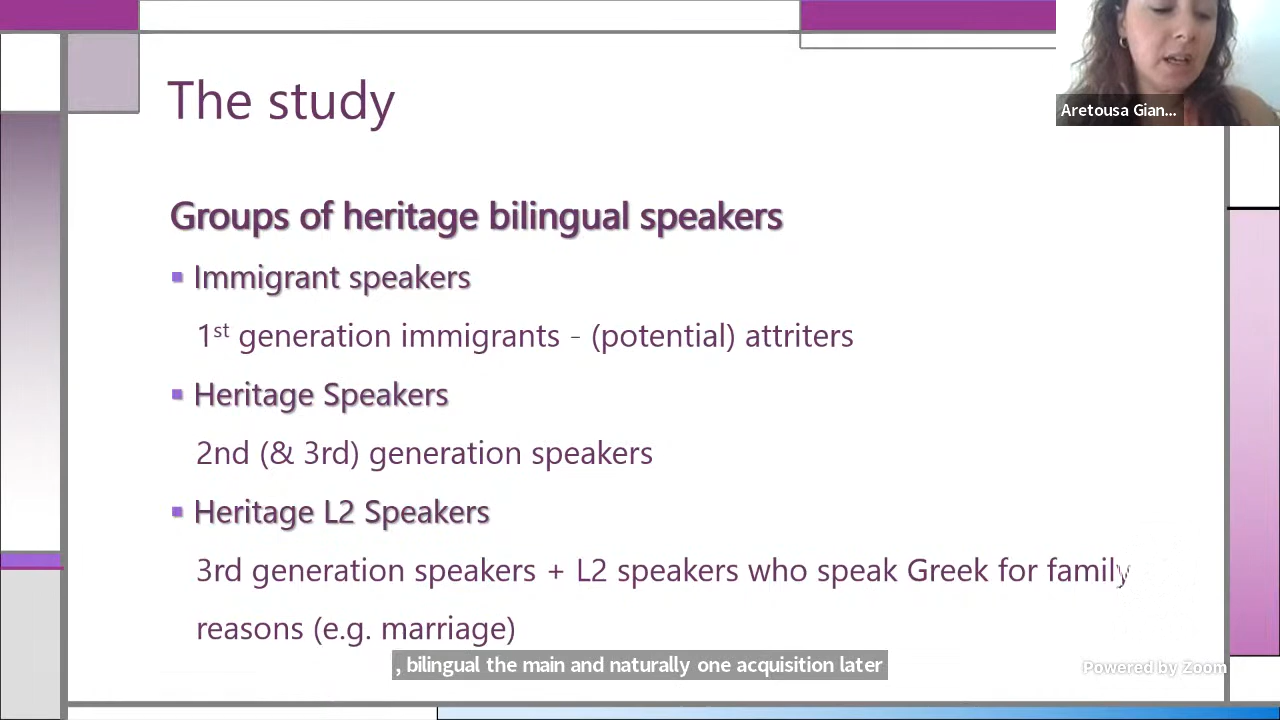 The study
Aretousa Gian...
Groups of heritage bilingual speakers
Immigrant speakers
1st generation immigrants - (potential) attriters
Heritage Speakers
2nd (& 3rd) generation speakers
Heritage L2 Speakers
3rd generation speakers + L2 speakers who speak Greek for family
reasons (e.g. marriage)
, bilingual the main and naturally one acquisition later
Powered by Zoom